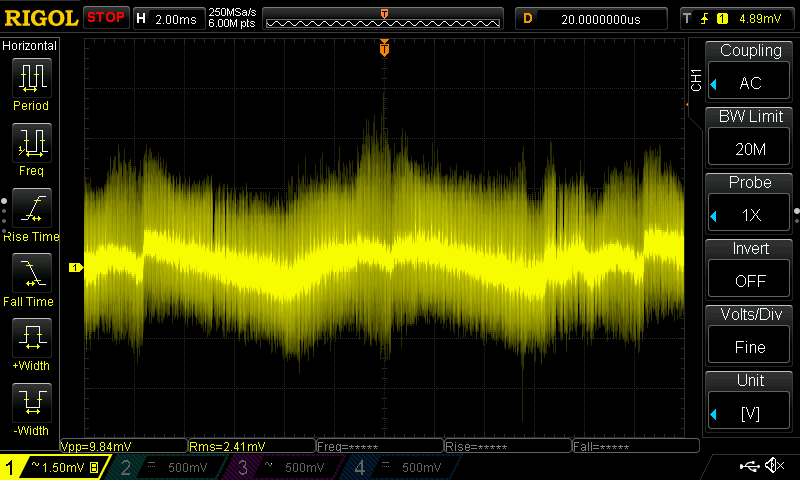 RIGOL STOP H 2.00ms 250MSa/s 6.00M pts T D 20.0000000us T 1 4.89mV
Horizontal
Period
Freq
Rise Time
Fall Time
+Width
-Width
T
1
CH1
Coupling
AC
BW Limit
20M
Probe
1X
Invert
OFF
Volts/Div
Fine
Unit
[V]
Vpp=9.84mV Rms=2.41mV Freq=***** Rise=***** Fall=*****
1 ~ 1.50mV B 2 500mV 3 ~ 500mV 4 500mV